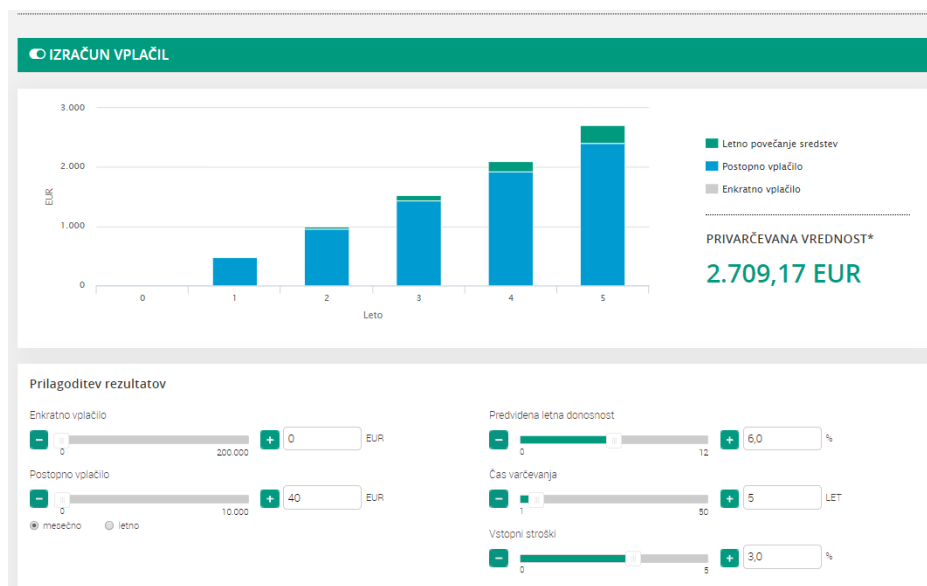 IZRAČUN VPLAČIL
3.000
2.000
1.000
0
EUR
0 1 2 3 4 5
Leto
Letno povečanje sredstev
Postopno vplačilo
Enkratno vplačilo
PRIVARČEVANA VREDNOST*
2.709,17 EUR
Prilagoditev rezultatov
Enkratno vplačilo
− + 0 EUR
0 200.000
Postopno vplačilo
− + 40 EUR
0 10.000
mesečno letno
Predvidena letna donosnost
− + 6,0 %
0 12
Čas varčevanja
− + 5 LET
1 50
Vstopni stroški
− + 3,0 %
0 5